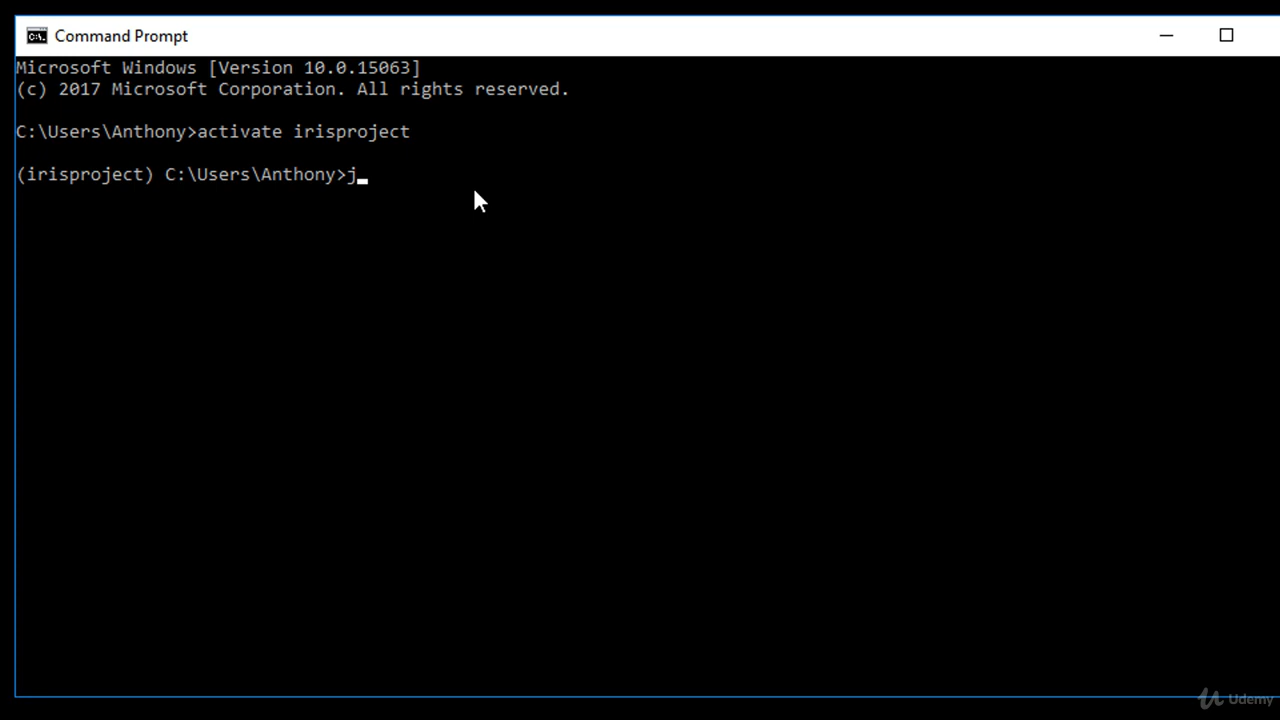 Command Prompt
Microsoft Windows [Version 10.0.15063]
(c) 2017 Microsoft Corporation. All rights reserved.
C:\Users\Anthony>activate irisproject
(irisproject) C:\Users\Anthony>j
Udemy